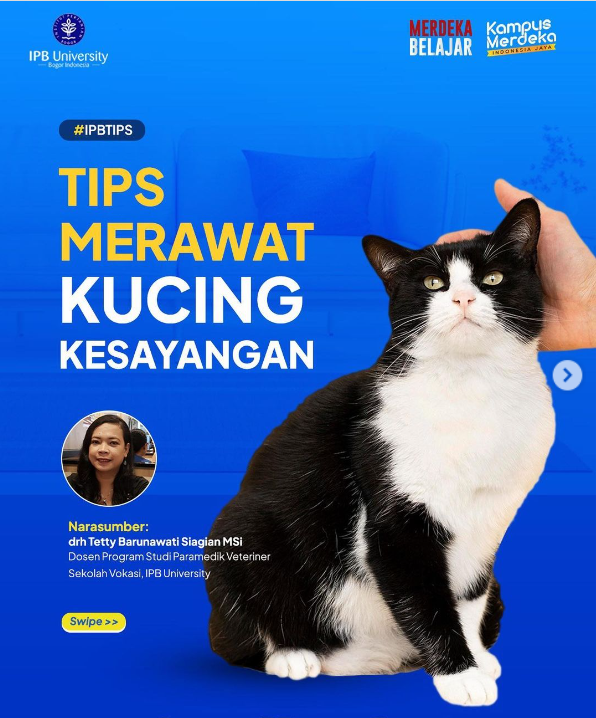 IPB University
Bogor Indonesia
MERDEKA
BELAJAR
Kampus
Merdeka
INDONESIA JAYA
#IPBTIPS
TIPS
MERAWAT
KUCING
KESAYANGAN
Narasumber:
drh Tetty Barunawati Siagian MSi
Dosen Program Studi Paramedik Veteriner
Sekolah Vokasi, IPB University
Swipe >>